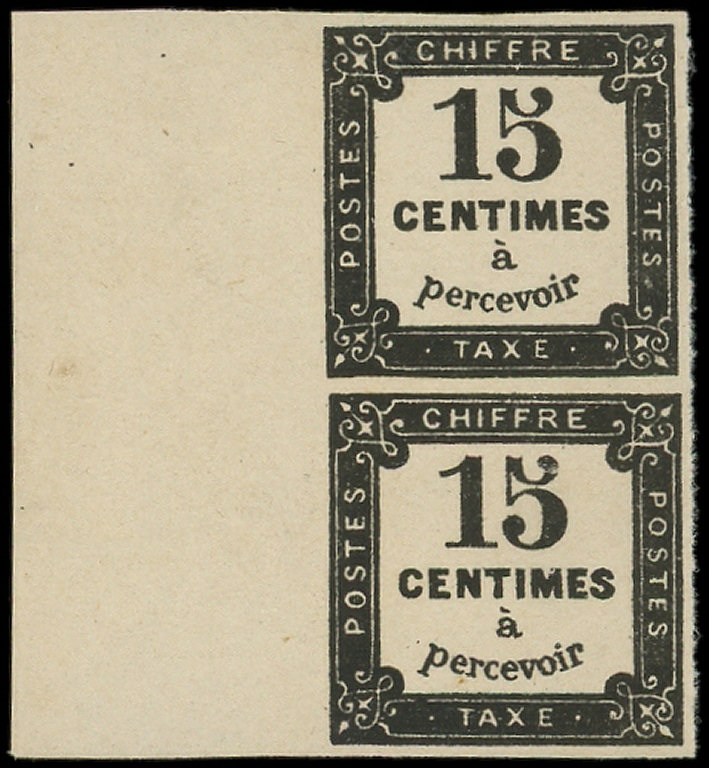 CHIFFRE
POSTES
15
CENTIMES
à
percevoir
POSTES
· TAXE ·
CHIFFRE
POSTES
15
CENTIMES
à
percevoir
POSTES
· TAXE ·